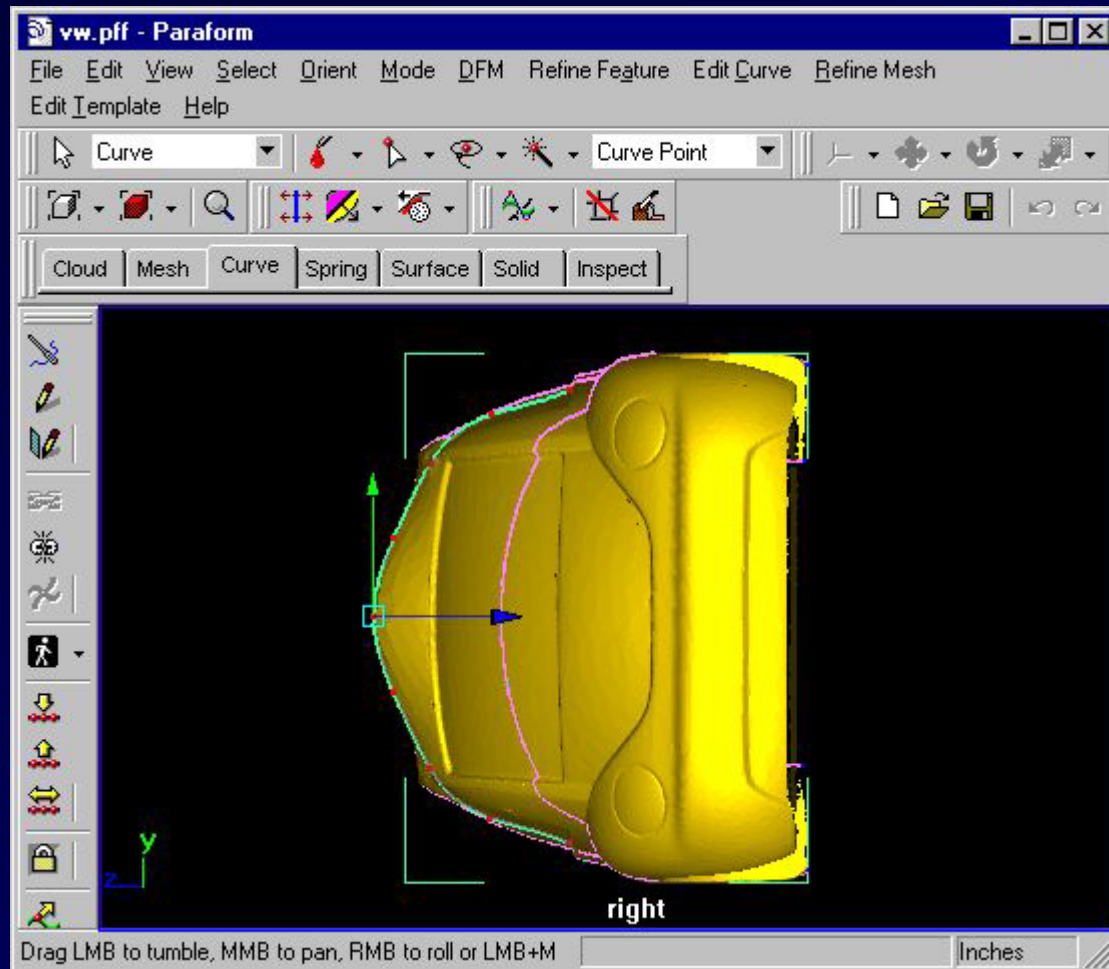 vw.pff - Paraform
File Edit View Select Orient Mode DFM Refine Feature Edit Curve Refine Mesh
Edit Template Help
Curve Curve Point
Cloud Mesh Curve Spring Surface Solid Inspect
y
z
right
Drag LMB to tumble, MMB to pan, RMB to roll or LMB+M Inches